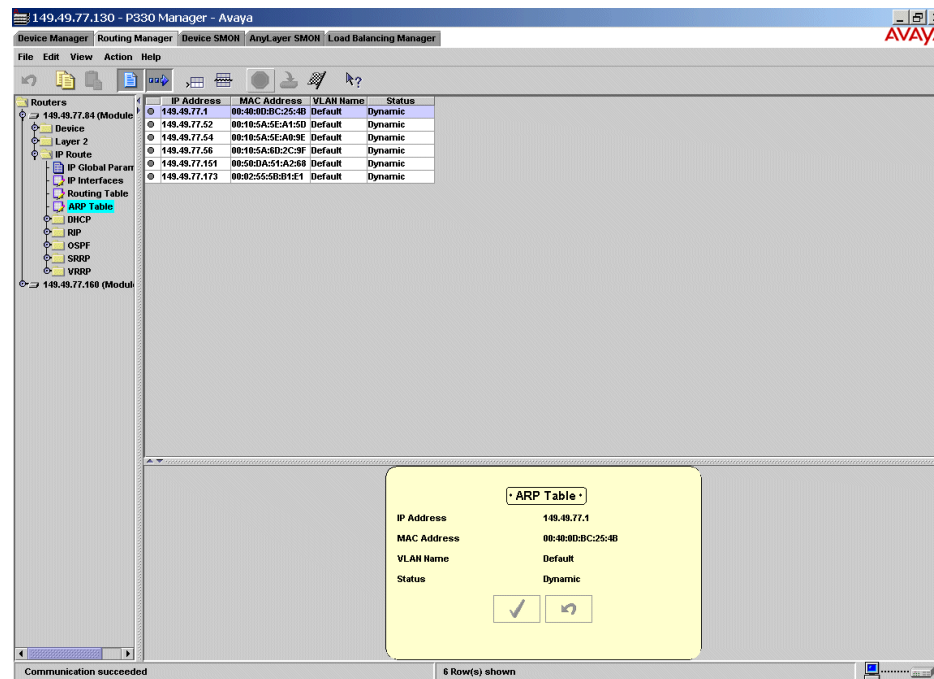 149.49.77.130 - P330 Manager - Avaya
AVAYA
Device Manager Routing Manager Device SMON AnyLayer SMON Load Balancing Manager
File Edit View Action Help
Routers
149.49.77.84 (Module
Device
Layer 2
IP Route
IP Global Param
IP Interfaces
Routing Table
ARP Table
DHCP
RIP
OSPF
SRRP
VRRP
149.49.77.160 (Modul
IP Address MAC Address VLAN Name Status
149.49.77.1 00:40:0D:BC:25:4B Default Dynamic
149.49.77.52 00:10:5A:5E:A1:5D Default Dynamic
149.49.77.54 00:10:5A:5E:A0:9E Default Dynamic
149.49.77.56 00:10:5A:6D:2C:9F Default Dynamic
149.49.77.151 00:50:DA:51:A2:68 Default Dynamic
149.49.77.173 00:02:55:5B:B1:E1 Default Dynamic
ARP Table
IP Address 149.49.77.1
MAC Address 00:40:0D:BC:25:4B
VLAN Name Default
Status Dynamic
Communication succeeded
6 Row(s) shown